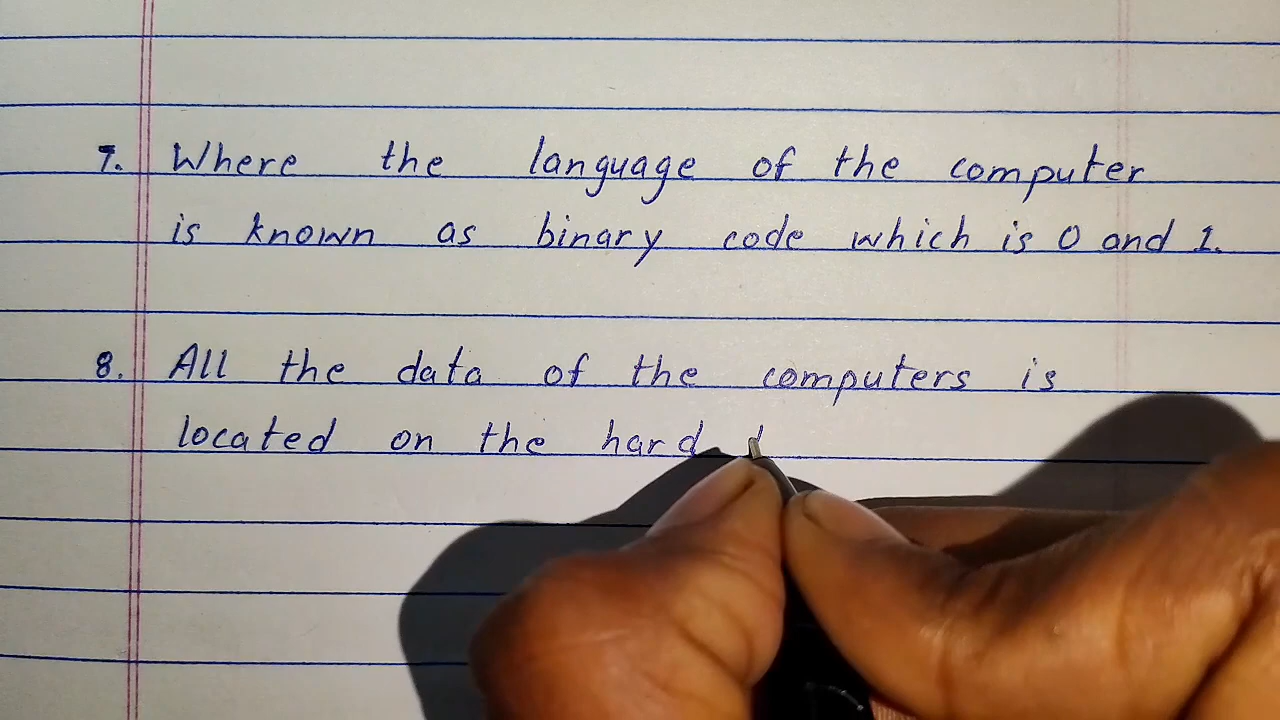 7. Where the language of the computer
is known as binary code which is 0 and 1.
8. All the data of the computers is
located on the hard